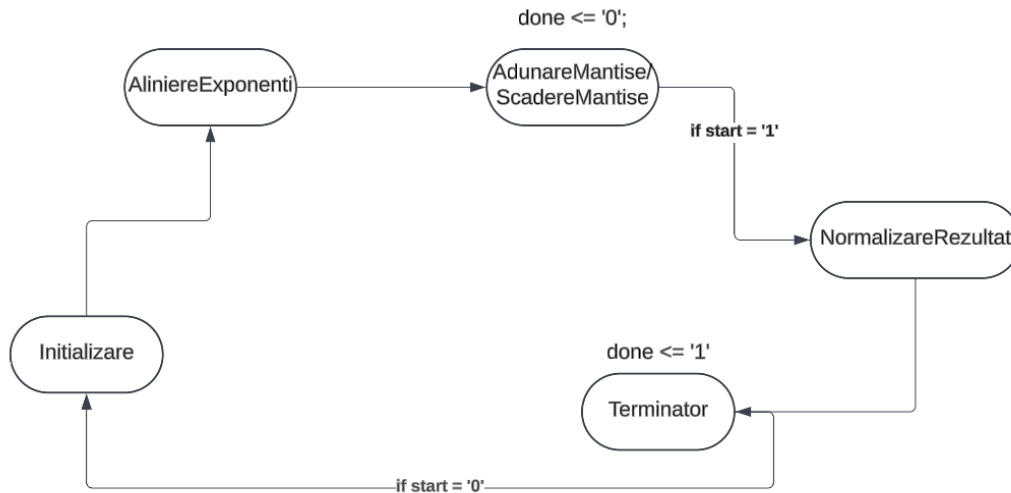 done <= '0';
AliniereExponenti
AdunareMantise/
ScadereMantise
if start = '1'
NormalizareRezultat
Initializare
done <= '1'
Terminator
if start = '0'